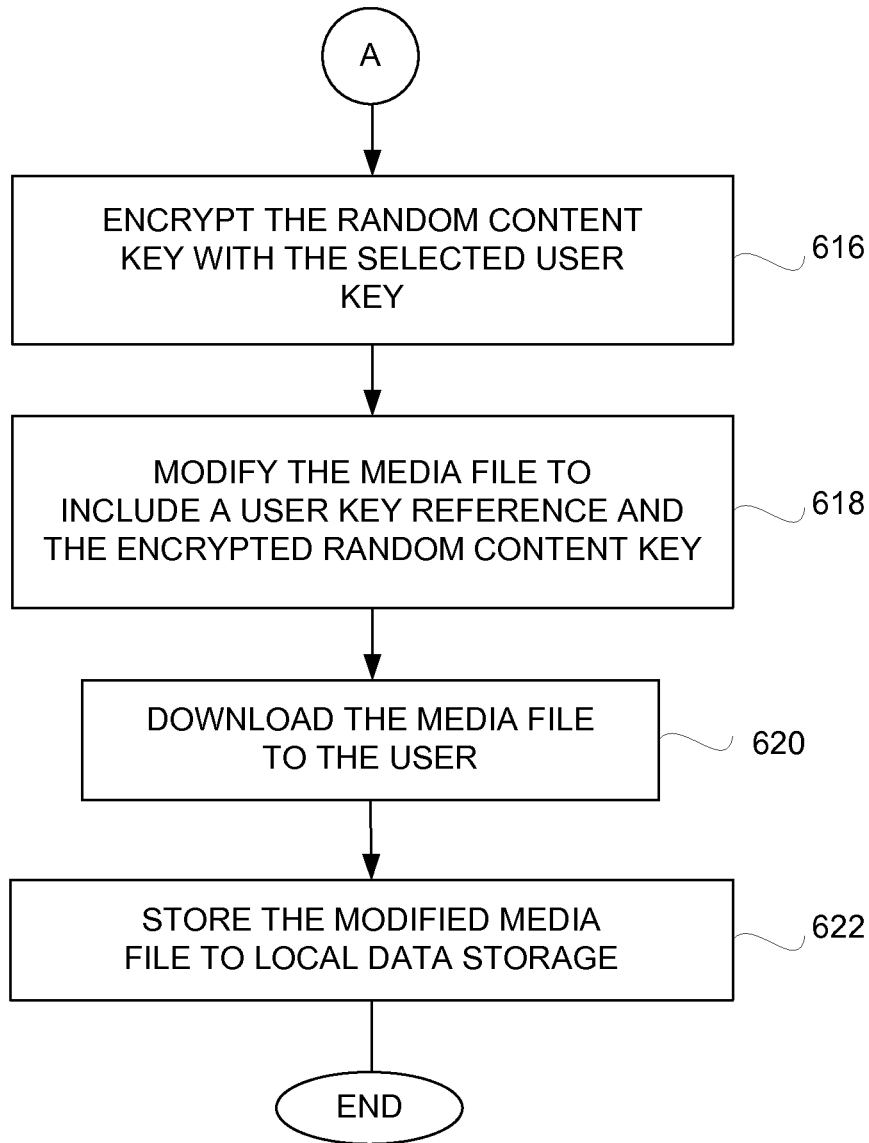 A
ENCRYPT THE RANDOM CONTENT
KEY WITH THE SELECTED USER
KEY
616
MODIFY THE MEDIA FILE TO
INCLUDE A USER KEY REFERENCE AND
THE ENCRYPTED RANDOM CONTENT KEY
618
DOWNLOAD THE MEDIA FILE
TO THE USER
620
STORE THE MODIFIED MEDIA
FILE TO LOCAL DATA STORAGE
622
END